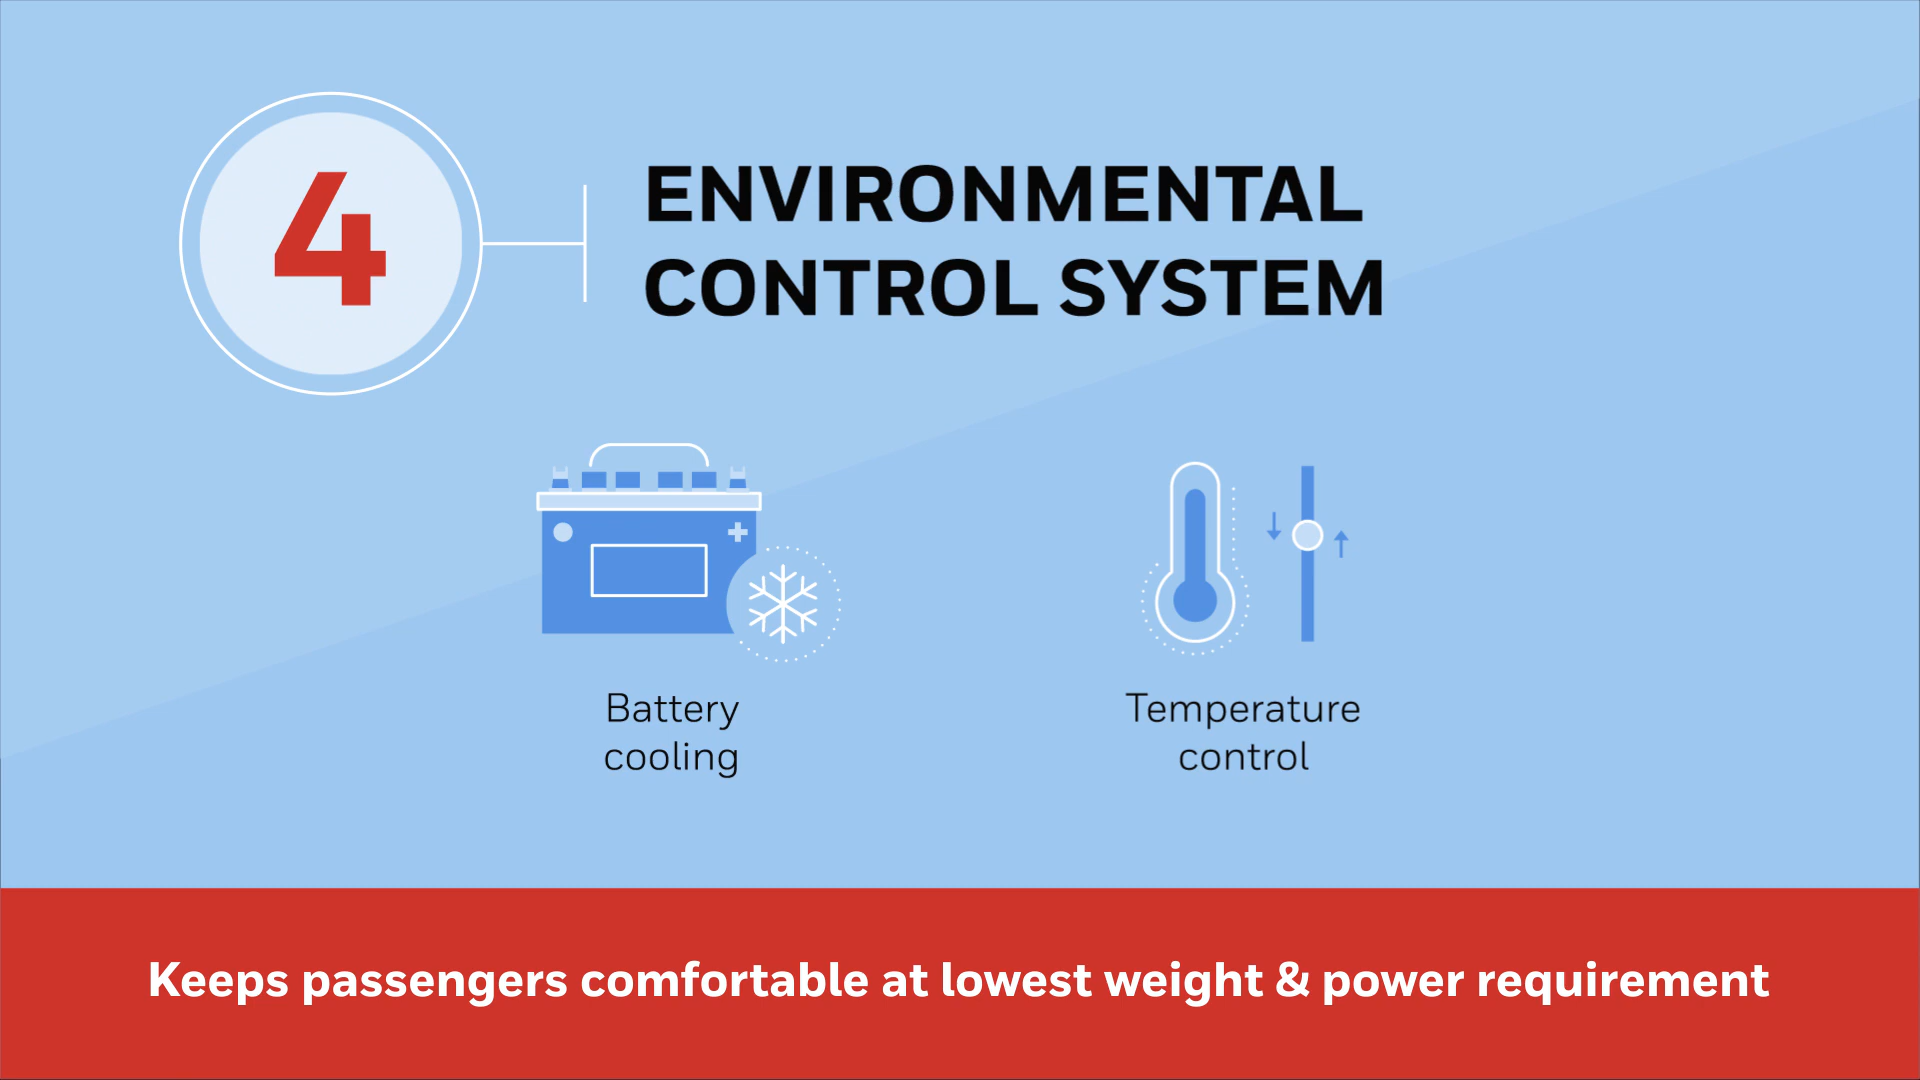 4
ENVIRONMENTAL
CONTROL SYSTEM
Battery
cooling
Temperature
control
Keeps passengers comfortable at lowest weight & power requirement